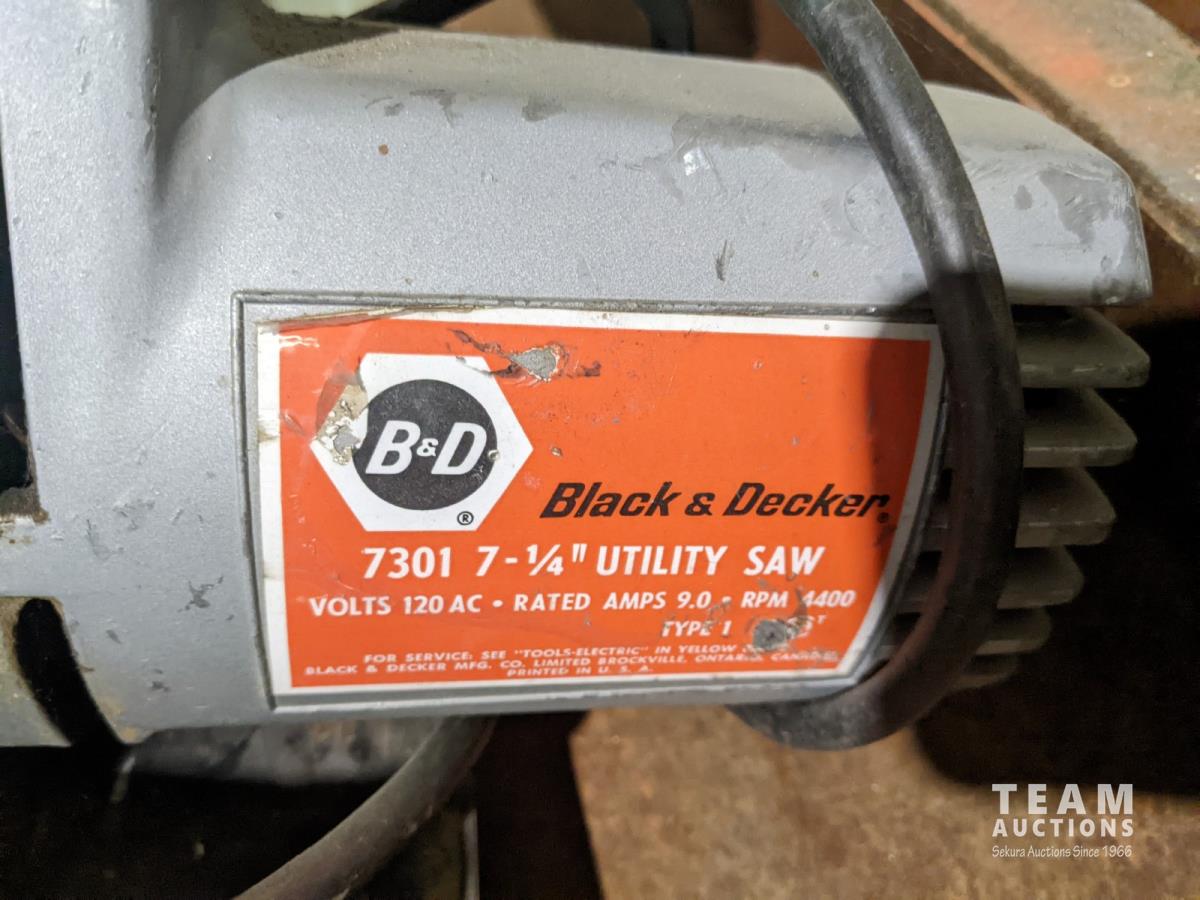 B&D
®
Black & Decker®
7301 7-1/4" UTILITY SAW
VOLTS 120 AC • RATED AMPS 9.0 • RPM 4400
TYPE 1
FOR SERVICE: SEE "TOOLS-ELECTRIC" IN YELLOW
BLACK & DECKER MFG. CO. LIMITED BROCKVILLE, ONTARIO, CANADA
PRINTED IN U. S. A.
TEAM
AUCTIONS
Sekura Auctions Since 1966